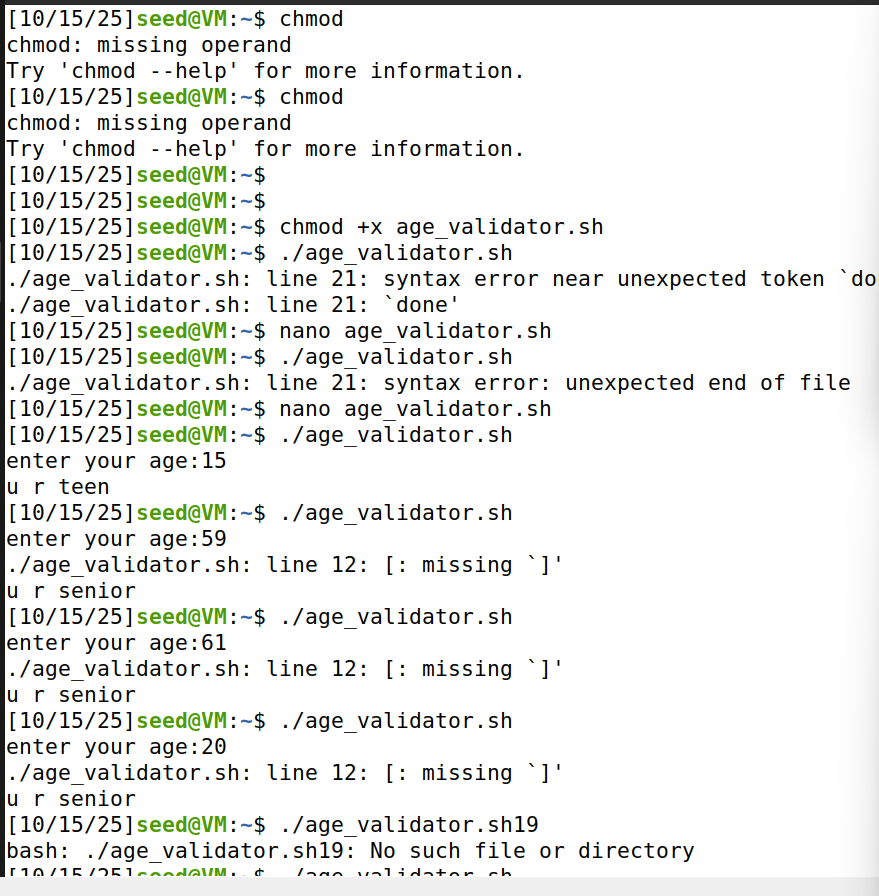 [10/15/25]seed@VM:~$ chmod
chmod: missing operand
Try 'chmod --help' for more information.
[10/15/25]seed@VM:~$ chmod
chmod: missing operand
Try 'chmod --help' for more information.
[10/15/25]seed@VM:~$
[10/15/25]seed@VM:~$
[10/15/25]seed@VM:~$ chmod +x age_validator.sh
[10/15/25]seed@VM:~$ ./age_validator.sh
./age_validator.sh: line 21: syntax error near unexpected token `do
./age_validator.sh: line 21: `done'
[10/15/25]seed@VM:~$ nano age_validator.sh
[10/15/25]seed@VM:~$ ./age_validator.sh
./age_validator.sh: line 21: syntax error: unexpected end of file
[10/15/25]seed@VM:~$ nano age_validator.sh
[10/15/25]seed@VM:~$ ./age_validator.sh
enter your age:15
u r teen
[10/15/25]seed@VM:~$ ./age_validator.sh
enter your age:59
./age_validator.sh: line 12: [: missing `]'
u r senior
[10/15/25]seed@VM:~$ ./age_validator.sh
enter your age:61
./age_validator.sh: line 12: [: missing `]'
u r senior
[10/15/25]seed@VM:~$ ./age_validator.sh
enter your age:20
./age_validator.sh: line 12: [: missing `]'
u r senior
[10/15/25]seed@VM:~$ ./age_validator.sh19
bash: ./age_validator.sh19: No such file or directory
[10/15/25]seed@VM:~$ ./age_validator.sh